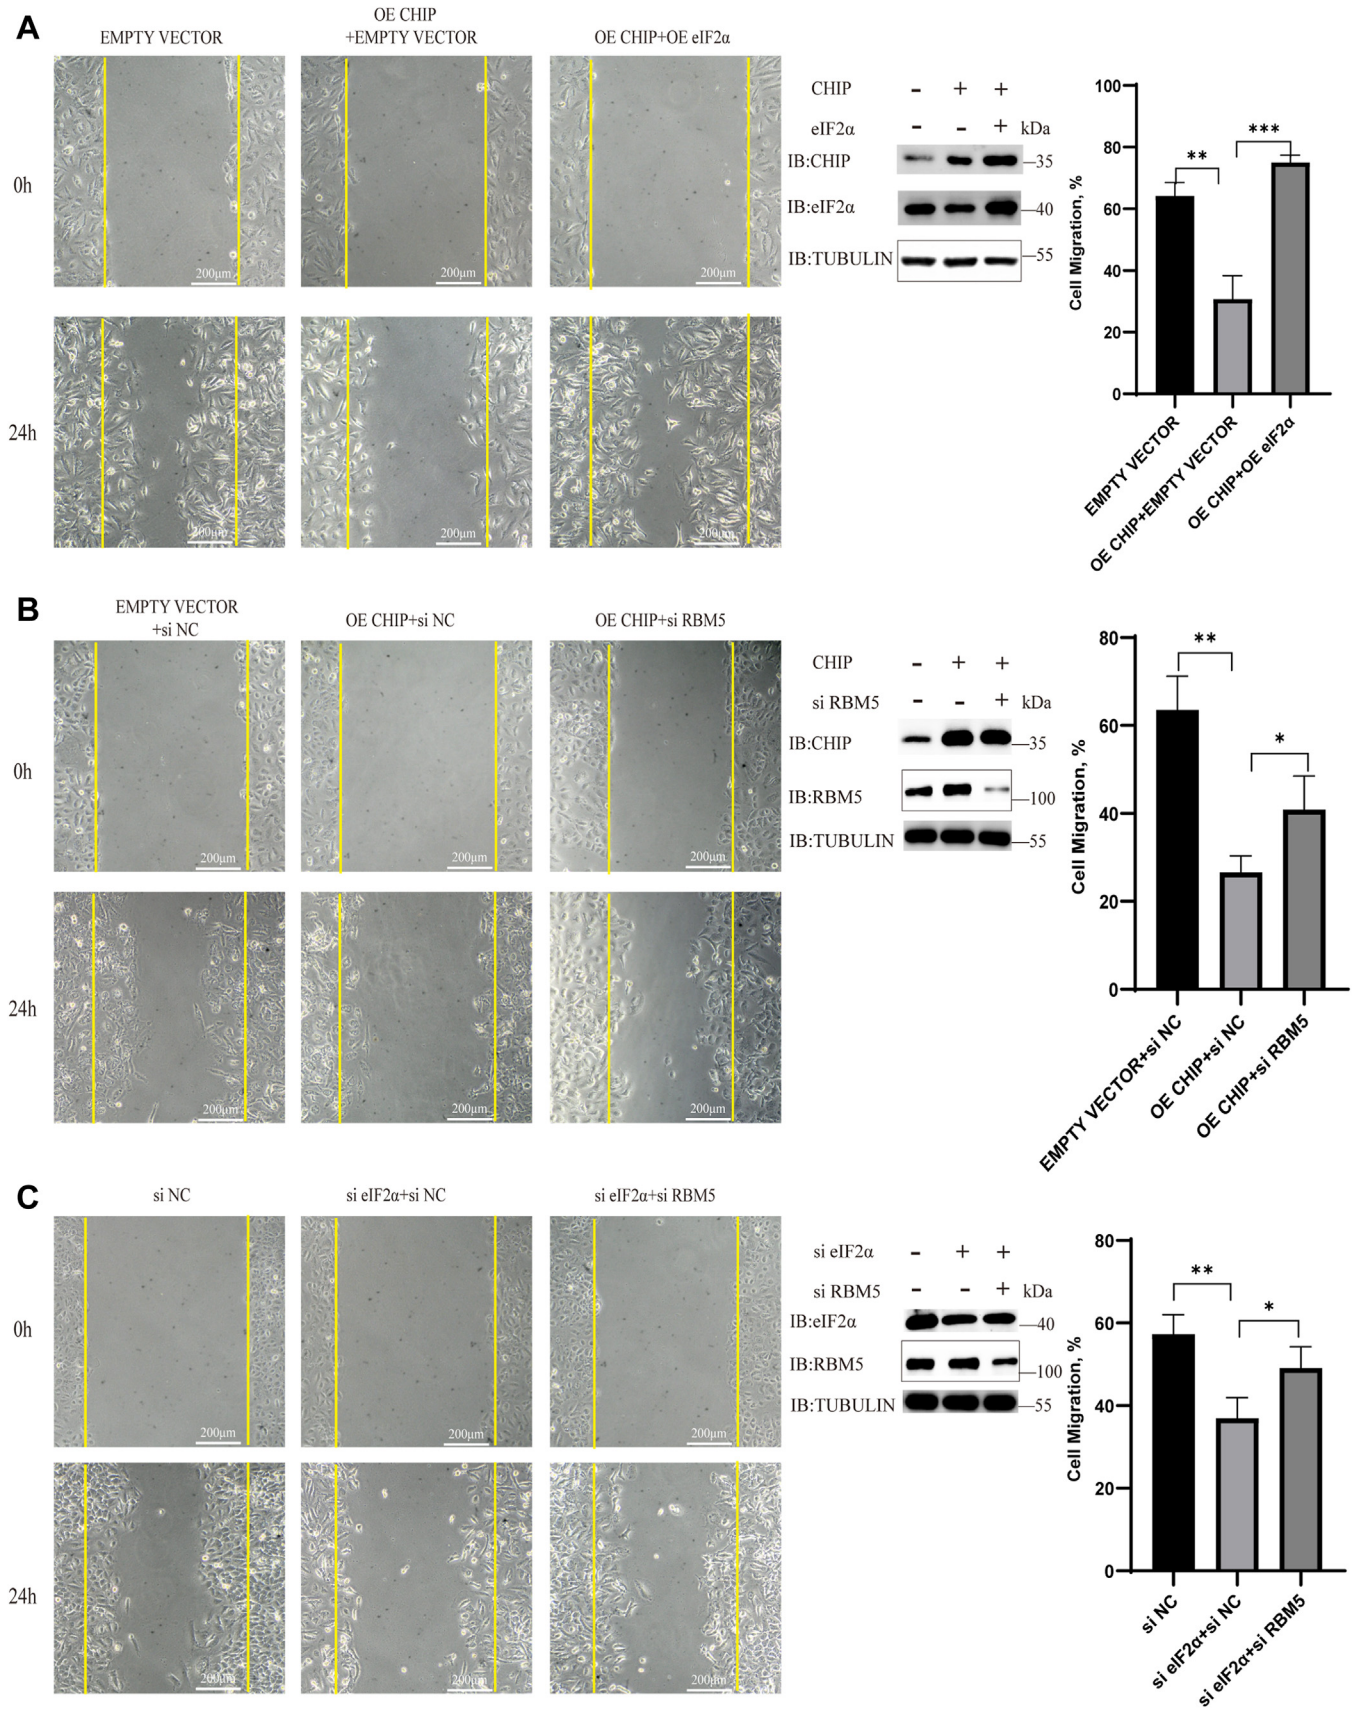 A
EMPTY VECTOR
OE CHIP
+EMPTY VECTOR
OE CHIP+OE eIF2α
0h
200μm
200μm
200μm
24h
200μm
200μm
200μm
CHIP - + +
eIF2α - - + kDa
IB:CHIP —35
IB:eIF2α —40
IB:TUBULIN —55
Cell Migration, %
100
80
60
40
20
0
**
***
EMPTY VECTOR
OE CHIP+EMPTY VECTOR
OE CHIP+OE eIF2α
B
EMPTY VECTOR
+si NC
OE CHIP+si NC
OE CHIP+si RBM5
0h
200μm
200μm
200μm
24h
200μm
200μm
200μm
CHIP - + +
si RBM5 - - + kDa
IB:CHIP —35
IB:RBM5 —100
IB:TUBULIN —55
Cell Migration, %
80
60
40
20
0
**
*
EMPTY VECTOR+si NC
OE CHIP+si NC
OE CHIP+si RBM5
C
si NC
si eIF2α+si NC
si eIF2α+si RBM5
0h
200μm
200μm
200μm
24h
200μm
200μm
200μm
si eIF2α - + +
si RBM5 - - + kDa
IB:eIF2α —40
IB:RBM5 —100
IB:TUBULIN —55
Cell Migration, %
80
60
40
20
0
**
*
si NC
si eIF2α+si NC
si eIF2α+si RBM5